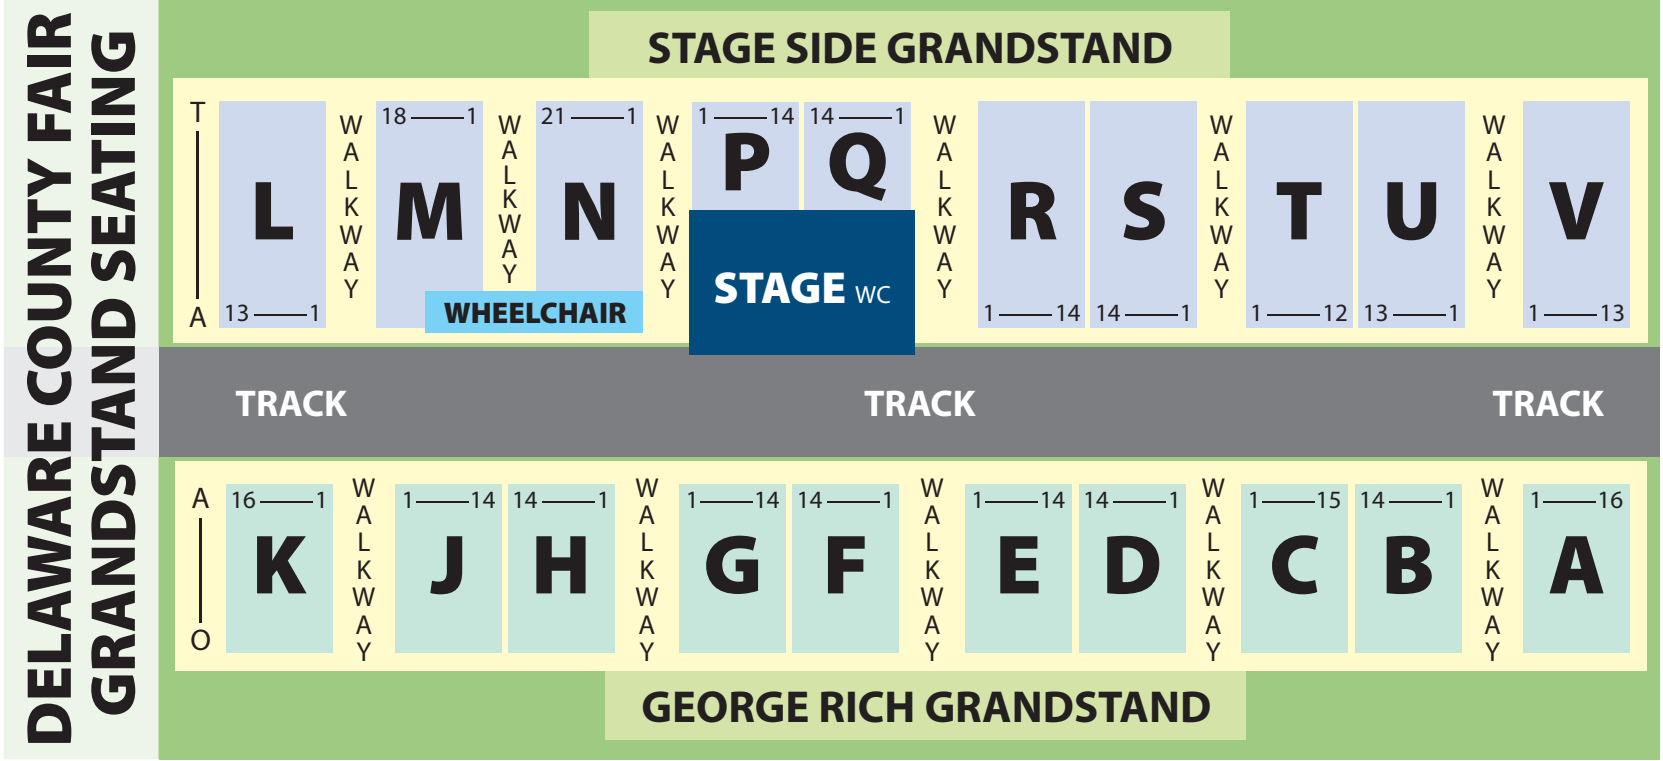 DELAWARE COUNTY FAIR
GRANDSTAND SEATING
STAGE SIDE GRANDSTAND
T
A
L
13 1
WALKWAY
18 1
M
WALKWAY
21 1
N
WHEELCHAIR
WALKWAY
1 14
P
14 1
Q
STAGE WC
WALKWAY
R
1 14
S
14 1
WALKWAY
T
1 12
U
13 1
WALKWAY
V
1 13
TRACK
TRACK
TRACK
A
O
16 1
K
WALKWAY
1 14
J
14 1
H
WALKWAY
1 14
G
14 1
F
WALKWAY
1 14
E
14 1
D
WALKWAY
1 15
C
14 1
B
WALKWAY
1 16
A
GEORGE RICH GRANDSTAND